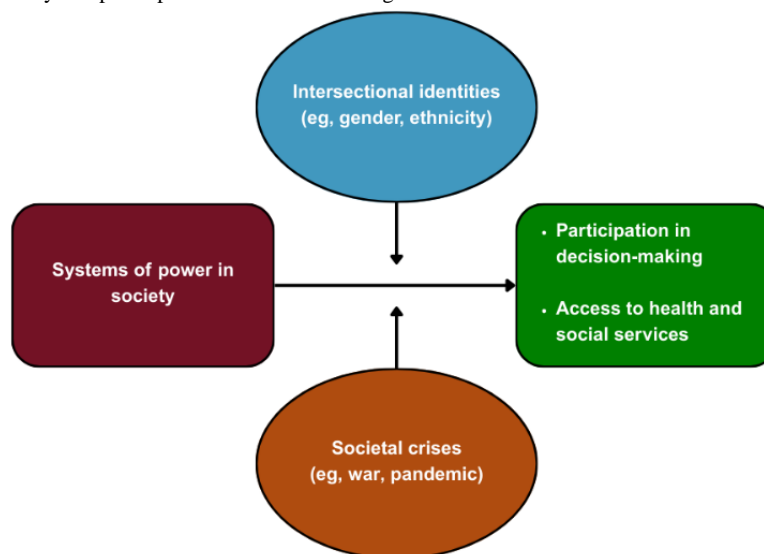 Intersectional identities
(eg, gender, ethnicity)
Systems of power in
society
• Participation in
decision-making
• Access to health and
social services
Societal crises
(eg, war, pandemic)